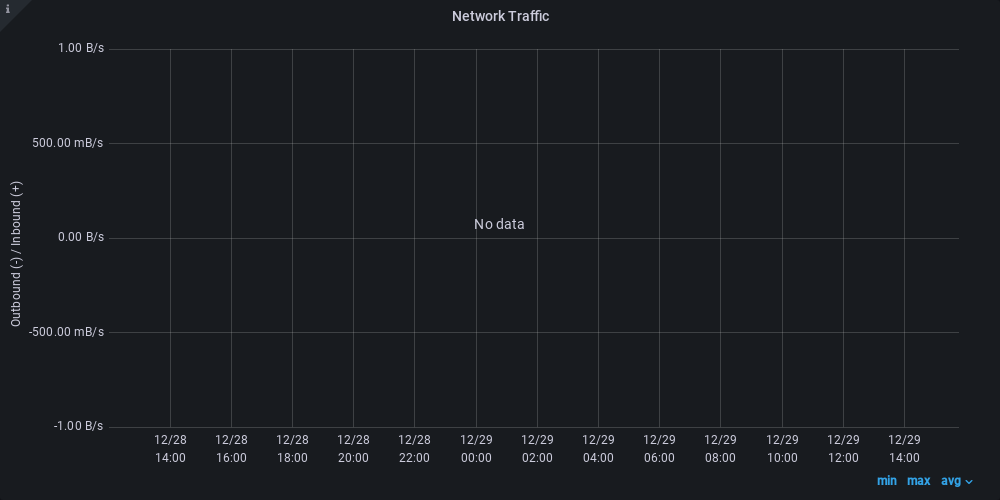 i
Network Traffic
1.00 B/s
500.00 mB/s
0.00 B/s
-500.00 mB/s
-1.00 B/s
Outbound (-) / Inbound (+)
No data
12/28 12/28 12/28 12/28 12/28 12/29 12/29 12/29 12/29 12/29 12/29 12/29 12/29
14:00 16:00 18:00 20:00 22:00 00:00 02:00 04:00 06:00 08:00 10:00 12:00 14:00
min max avg